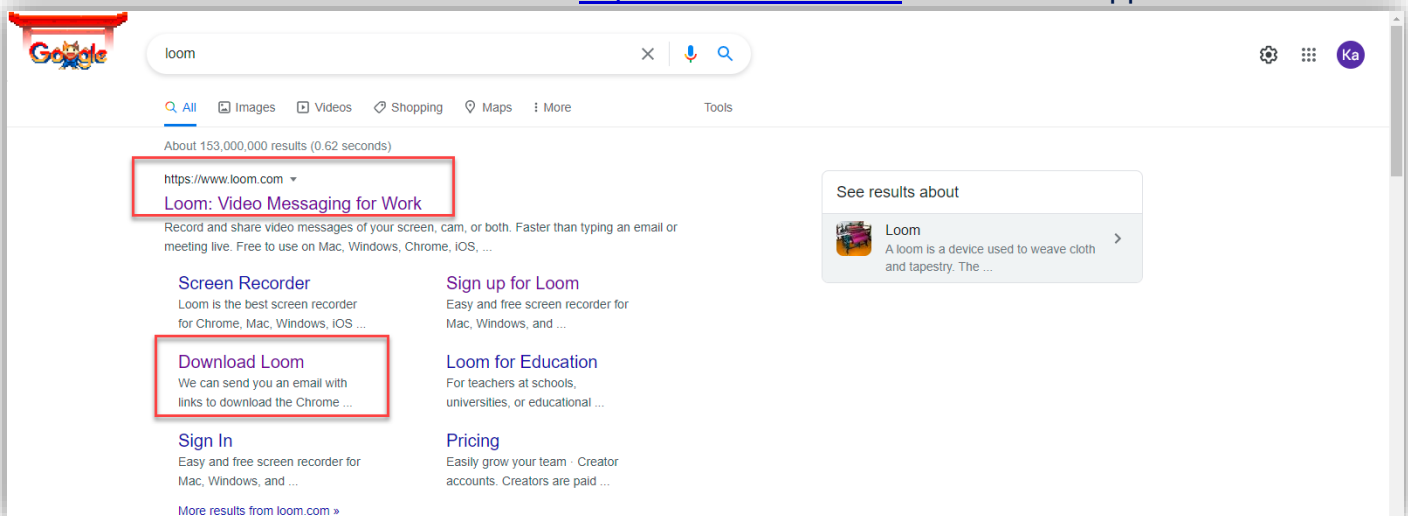 Google
loom
Ka
All Images Videos Shopping Maps More Tools
About 153,000,000 results (0.62 seconds)
https://www.loom.com
Loom: Video Messaging for Work
Record and share video messages of your screen, cam, or both. Faster than typing an email or
meeting live. Free to use on Mac, Windows, Chrome, iOS, ...
Screen Recorder
Loom is the best screen recorder
for Chrome, Mac, Windows, iOS ...
Sign up for Loom
Easy and free screen recorder for
Mac, Windows, and ...
Download Loom
We can send you an email with
links to download the Chrome ...
Loom for Education
For teachers at schools,
universities, or educational ...
Sign In
Easy and free screen recorder for
Mac, Windows, and ...
Pricing
Easily grow your team · Creator
accounts. Creators are paid ...
More results from loom.com »
See results about
Loom
A loom is a device used to weave cloth
and tapestry. The ...